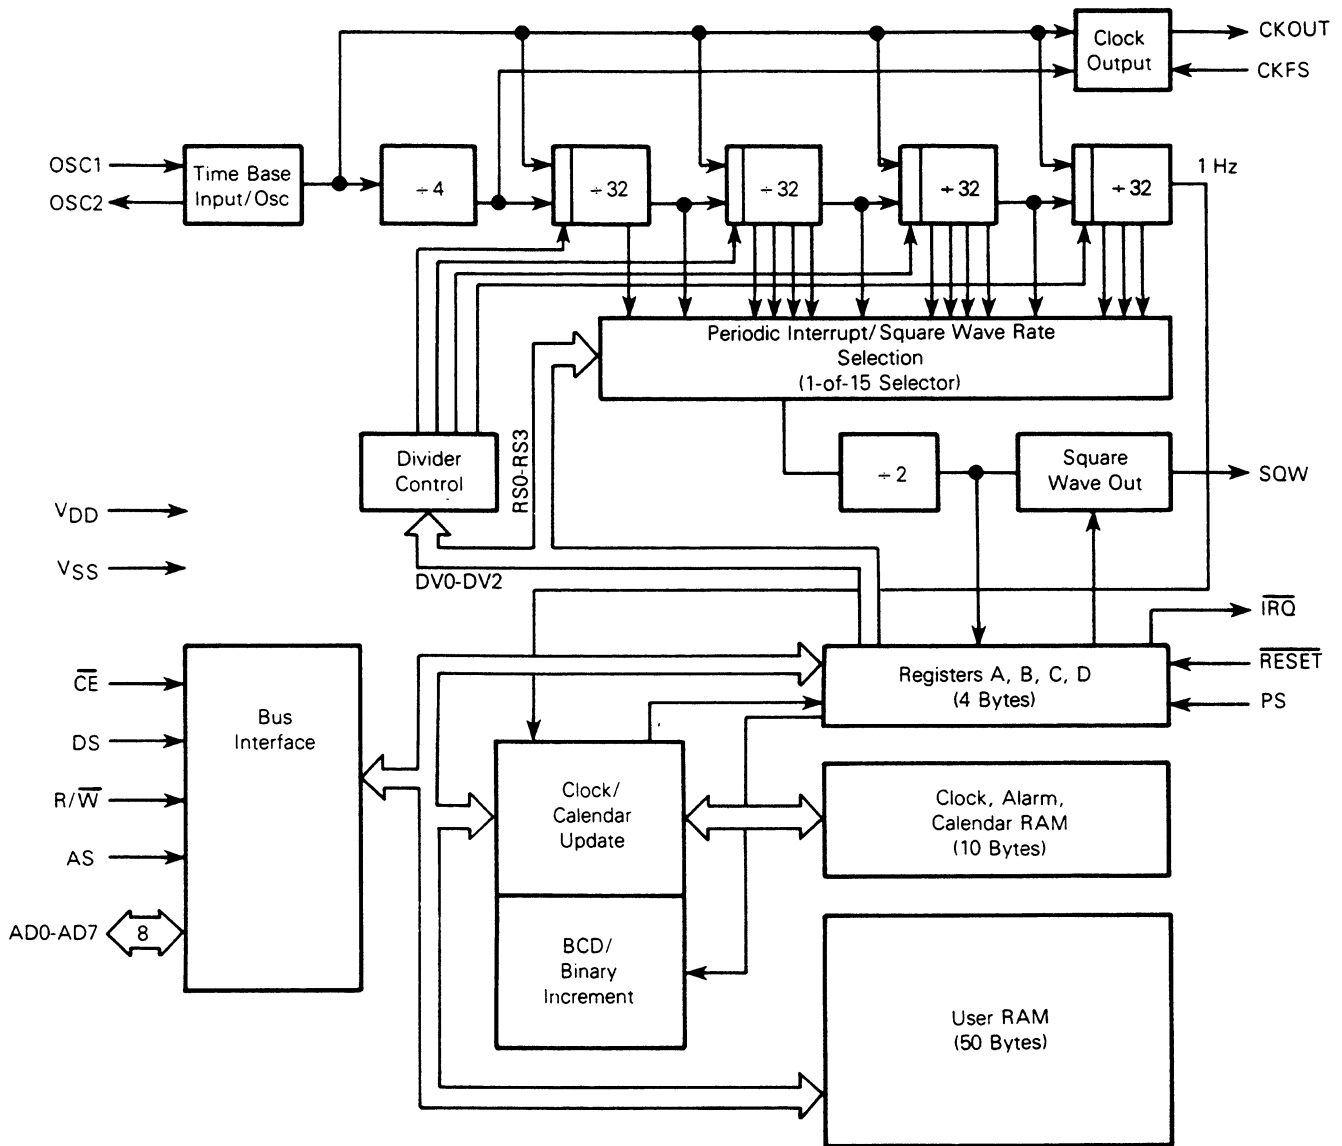 CKOUT
Clock
Output
CKFS
OSC1
OSC2
Time Base
Input/Osc
÷4
÷32
÷32
÷32
÷32
1 Hz
Periodic Interrupt/Square Wave Rate
Selection
(1-of-15 Selector)
RS0-RS3
Divider
Control
÷2
Square
Wave Out
SQW
VDD
VSS
DV0-DV2
I̅R̅Q̅
R̅E̅S̅E̅T̅
PS
Registers A, B, C, D
(4 Bytes)
C̅E̅
DS
R/W̅
AS
AD0-AD7
8
Bus
Interface
Clock/
Calendar
Update
Clock, Alarm,
Calendar RAM
(10 Bytes)
BCD/
Binary
Increment
User RAM
(50 Bytes)